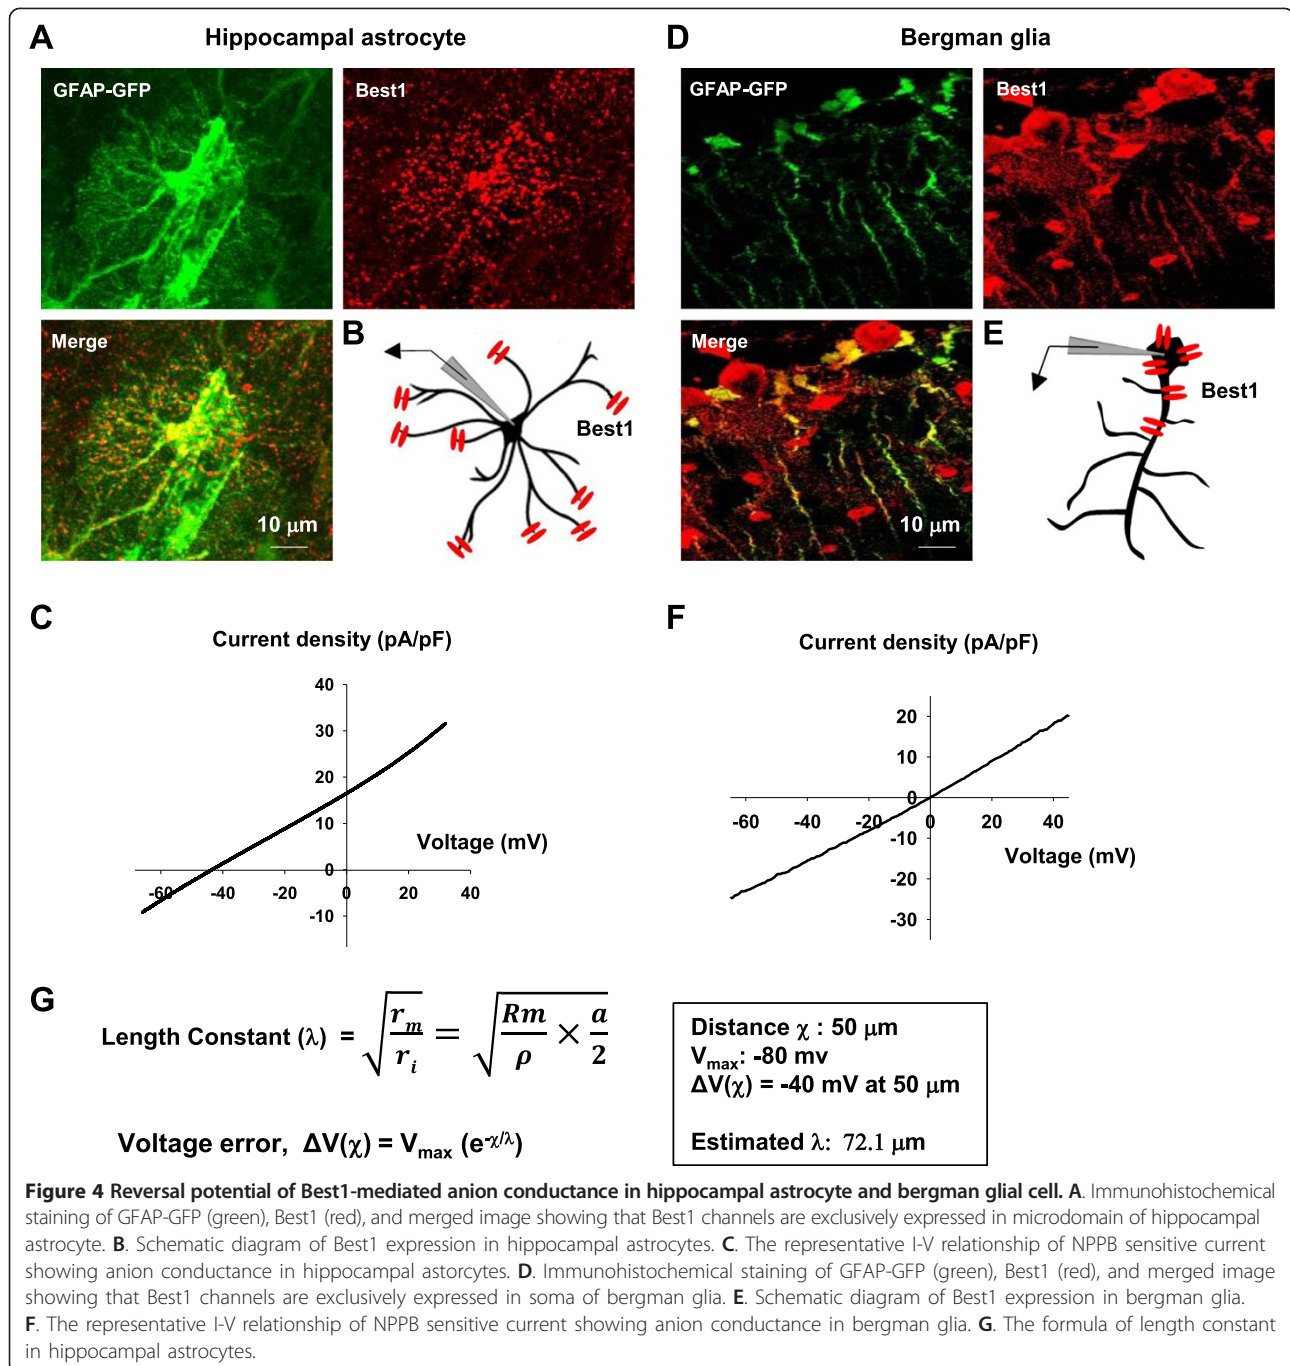 A Hippocampal astrocyte
GFAP-GFP
Best1
Merge
10 μm
B
Best1
D Bergman glia
GFAP-GFP
Best1
Merge
10 μm
E
Best1
C
Current density (pA/pF)
40
30
20
10
0
-10
-60 -40 -20 0 20 40
Voltage (mV)
F
Current density (pA/pF)
20
10
0
-10
-20
-30
-60 -40 -20 0 20 40
Voltage (mV)
G
Length Constant (λ) = √(r_m/r_i) = √(Rm/ρ × a/2)
Voltage error, ΔV(χ) = V_max (e^-χ/λ)
Distance χ : 50 μm
V_max: -80 mv
ΔV(χ) = -40 mV at 50 μm
Estimated λ: 72.1 μm
Figure 4 Reversal potential of Best1-mediated anion conductance in hippocampal astrocyte and bergman glial cell. A. Immunohistochemical
staining of GFAP-GFP (green), Best1 (red), and merged image showing that Best1 channels are exclusively expressed in microdomain of hippocampal
astrocyte. B. Schematic diagram of Best1 expression in hippocampal astrocytes. C. The representative I-V relationship of NPPB sensitive current
showing anion conductance in hippocampal astorcytes. D. Immunohistochemical staining of GFAP-GFP (green), Best1 (red), and merged image
showing that Best1 channels are exclusively expressed in soma of bergman glia. E. Schematic diagram of Best1 expression in bergman glia.
F. The representative I-V relationship of NPPB sensitive current showing anion conductance in bergman glia. G. The formula of length constant
in hippocampal astrocytes.